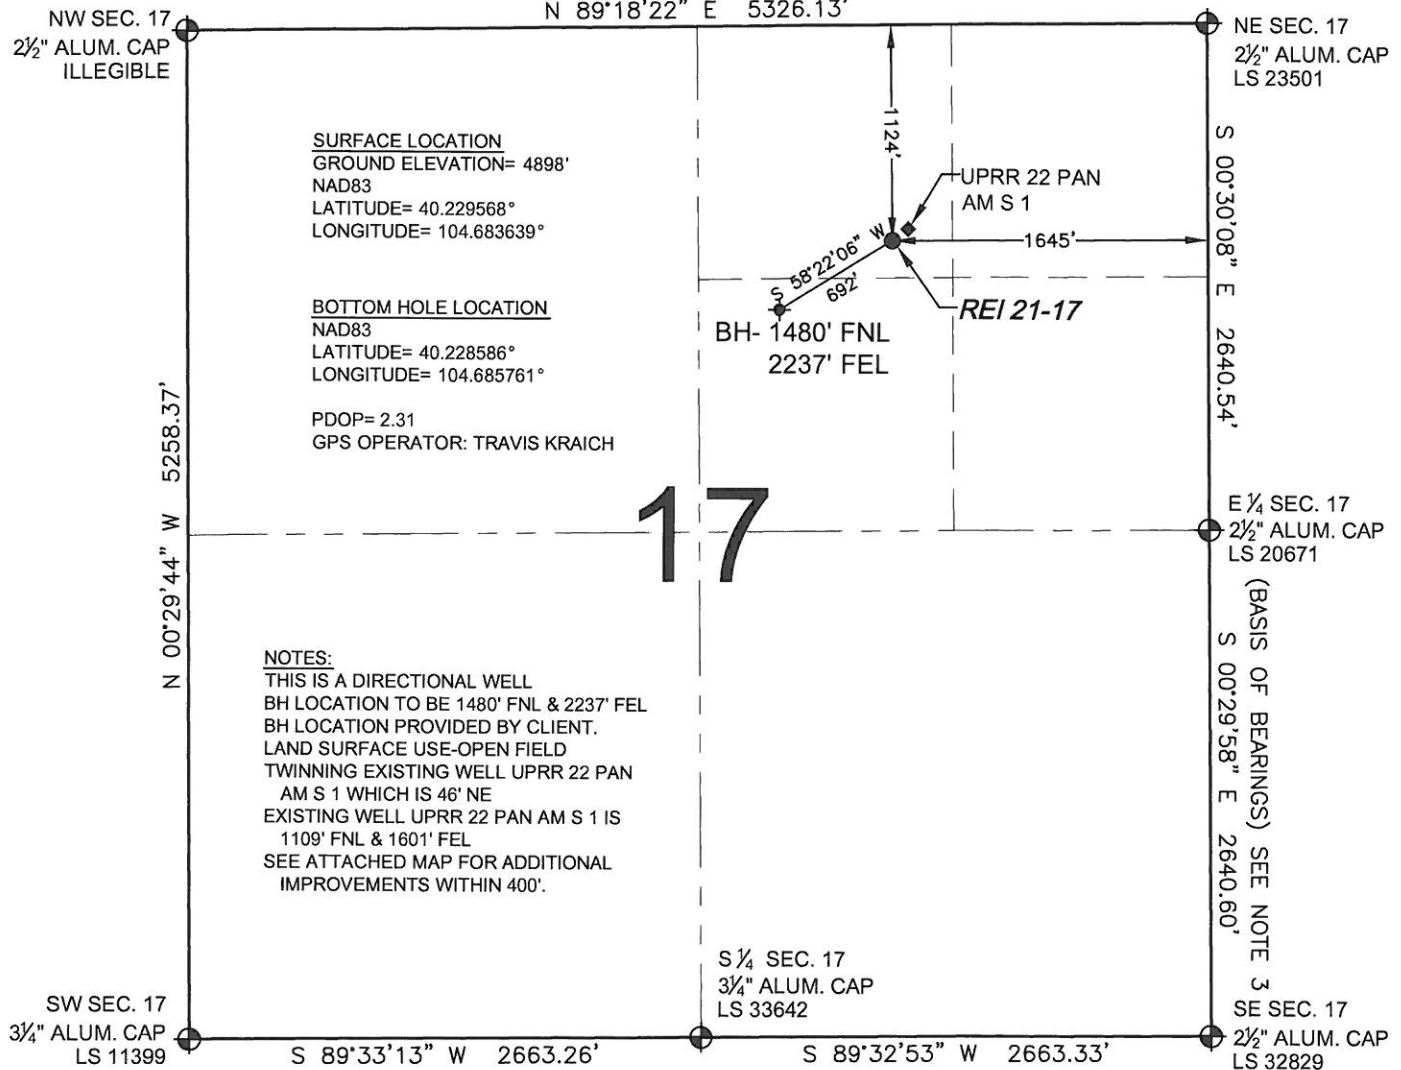 N 89°18'22" E 5326.13'
NW SEC. 17
2½" ALUM. CAP
ILLEGIBLE
NE SEC. 17
2½" ALUM. CAP
LS 23501
SURFACE LOCATION
GROUND ELEVATION= 4898'
NAD83
LATITUDE= 40.229568°
LONGITUDE= 104.683639°
1124'
UPRR 22 PAN
AM S 1
1645'
S 00°30'08" E 2640.54'
S 58°22'06" W
692'
REI 21-17
BH- 1480' FNL
2237' FEL
BOTTOM HOLE LOCATION
NAD83
LATITUDE= 40.228586°
LONGITUDE= 104.685761°
PDOP= 2.31
GPS OPERATOR: TRAVIS KRAICH
N 00°29'44" W 5258.37'
17
E ¼ SEC. 17
2½" ALUM. CAP
LS 20671
NOTES:
THIS IS A DIRECTIONAL WELL
BH LOCATION TO BE 1480' FNL & 2237' FEL
BH LOCATION PROVIDED BY CLIENT.
LAND SURFACE USE-OPEN FIELD
TWINNING EXISTING WELL UPRR 22 PAN
AM S 1 WHICH IS 46' NE
EXISTING WELL UPRR 22 PAN AM S 1 IS
1109' FNL & 1601' FEL
SEE ATTACHED MAP FOR ADDITIONAL
IMPROVEMENTS WITHIN 400'.
(BASIS OF BEARINGS) SEE NOTE 3
S 00°29'58" E 2640.60'
S ¼ SEC. 17
3¼" ALUM. CAP
LS 33642
SW SEC. 17
3¼" ALUM. CAP
LS 11399
SE SEC. 17
2½" ALUM. CAP
LS 32829
S 89°33'13" W 2663.26'
S 89°32'53" W 2663.33'